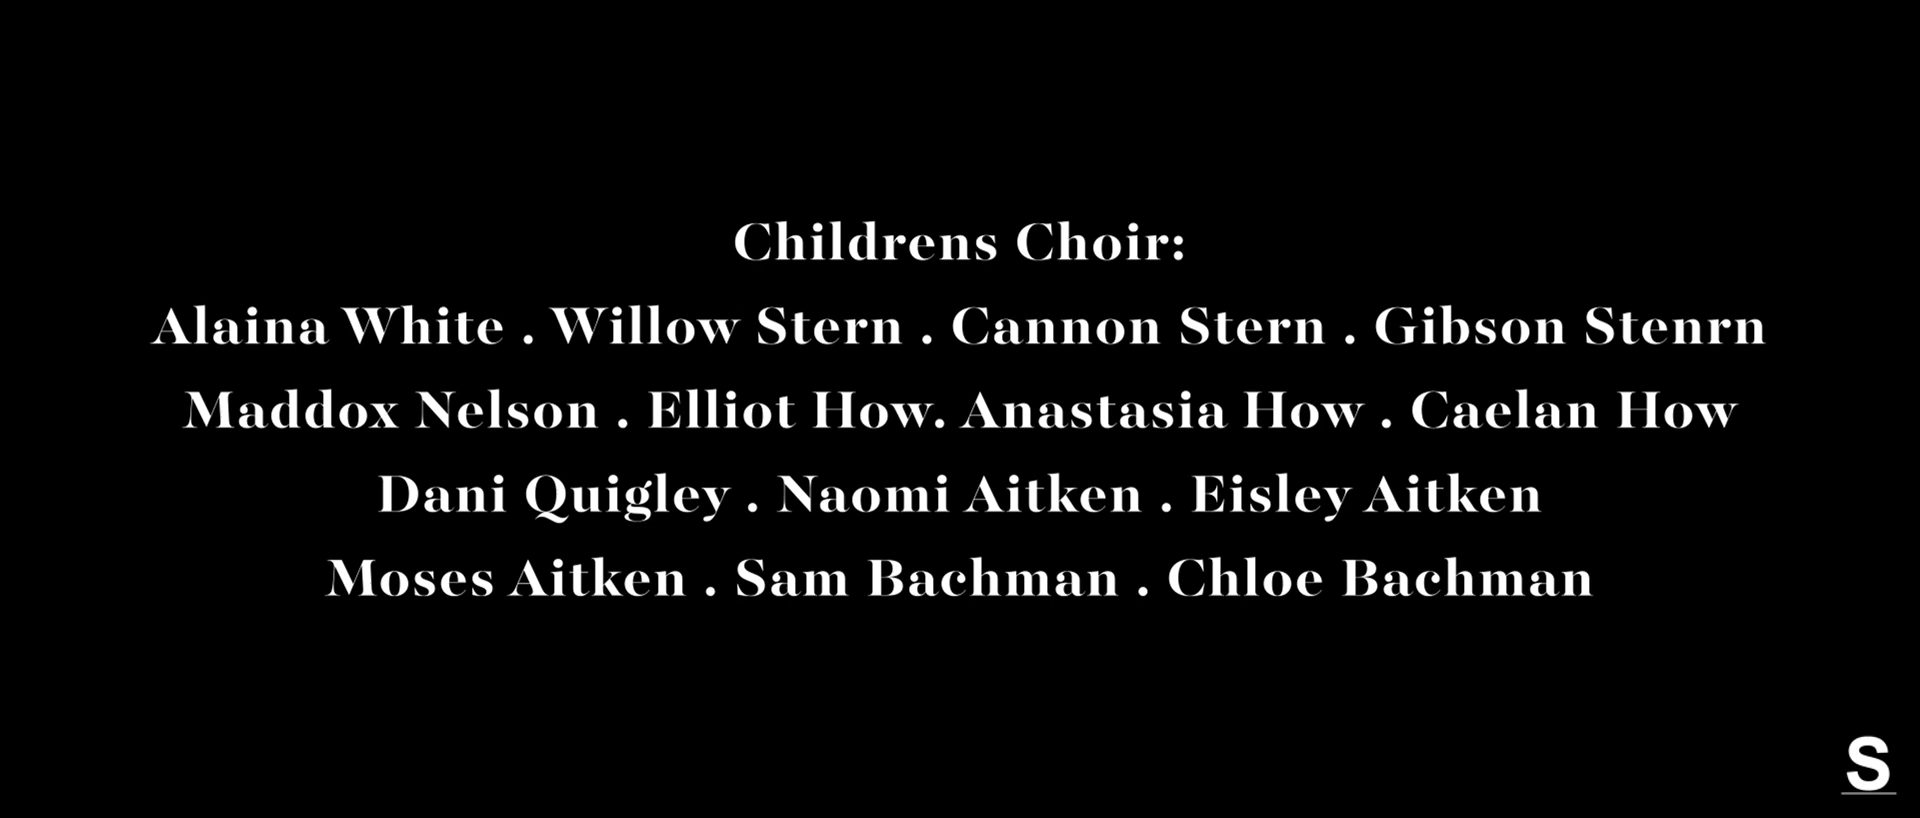 Childrens Choir:
Alaina White . Willow Stern . Cannon Stern . Gibson Stenrn
Maddox Nelson . Elliot How. Anastasia How . Caelan How
Dani Quigley . Naomi Aitken . Eisley Aitken
Moses Aitken . Sam Bachman . Chloe Bachman
S